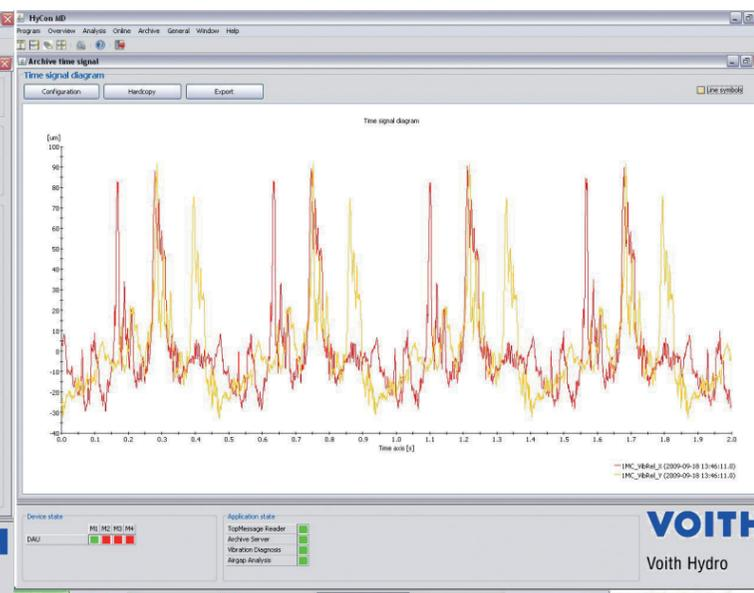 HyCon MD
Program Overview Analysis Online Archive General Window Help
Archive time signal
Time signal diagram
Configuration Hardcopy Export Line symbols
Time signal diagram
[um]
100
90
80
70
60
50
40
30
20
10
0
-10
-20
-30
-40
0.0 0.1 0.2 0.3 0.4 0.5 0.6 0.7 0.8 0.9 1.0 1.1 1.2 1.3 1.4 1.5 1.6 1.7 1.8 1.9 2.0
Time axis [s]
1MC_VibRel_X (2009-09-18 13:46:11.0)
1MC_VibRel_Y (2009-09-18 13:46:11.0)
Device state
M1 M2 M3 M4
DAU
Application state
TopMessage Reader
Archive Server
Vibration Diagnosis
Airgap Analysis
VOITH
Voith Hydro